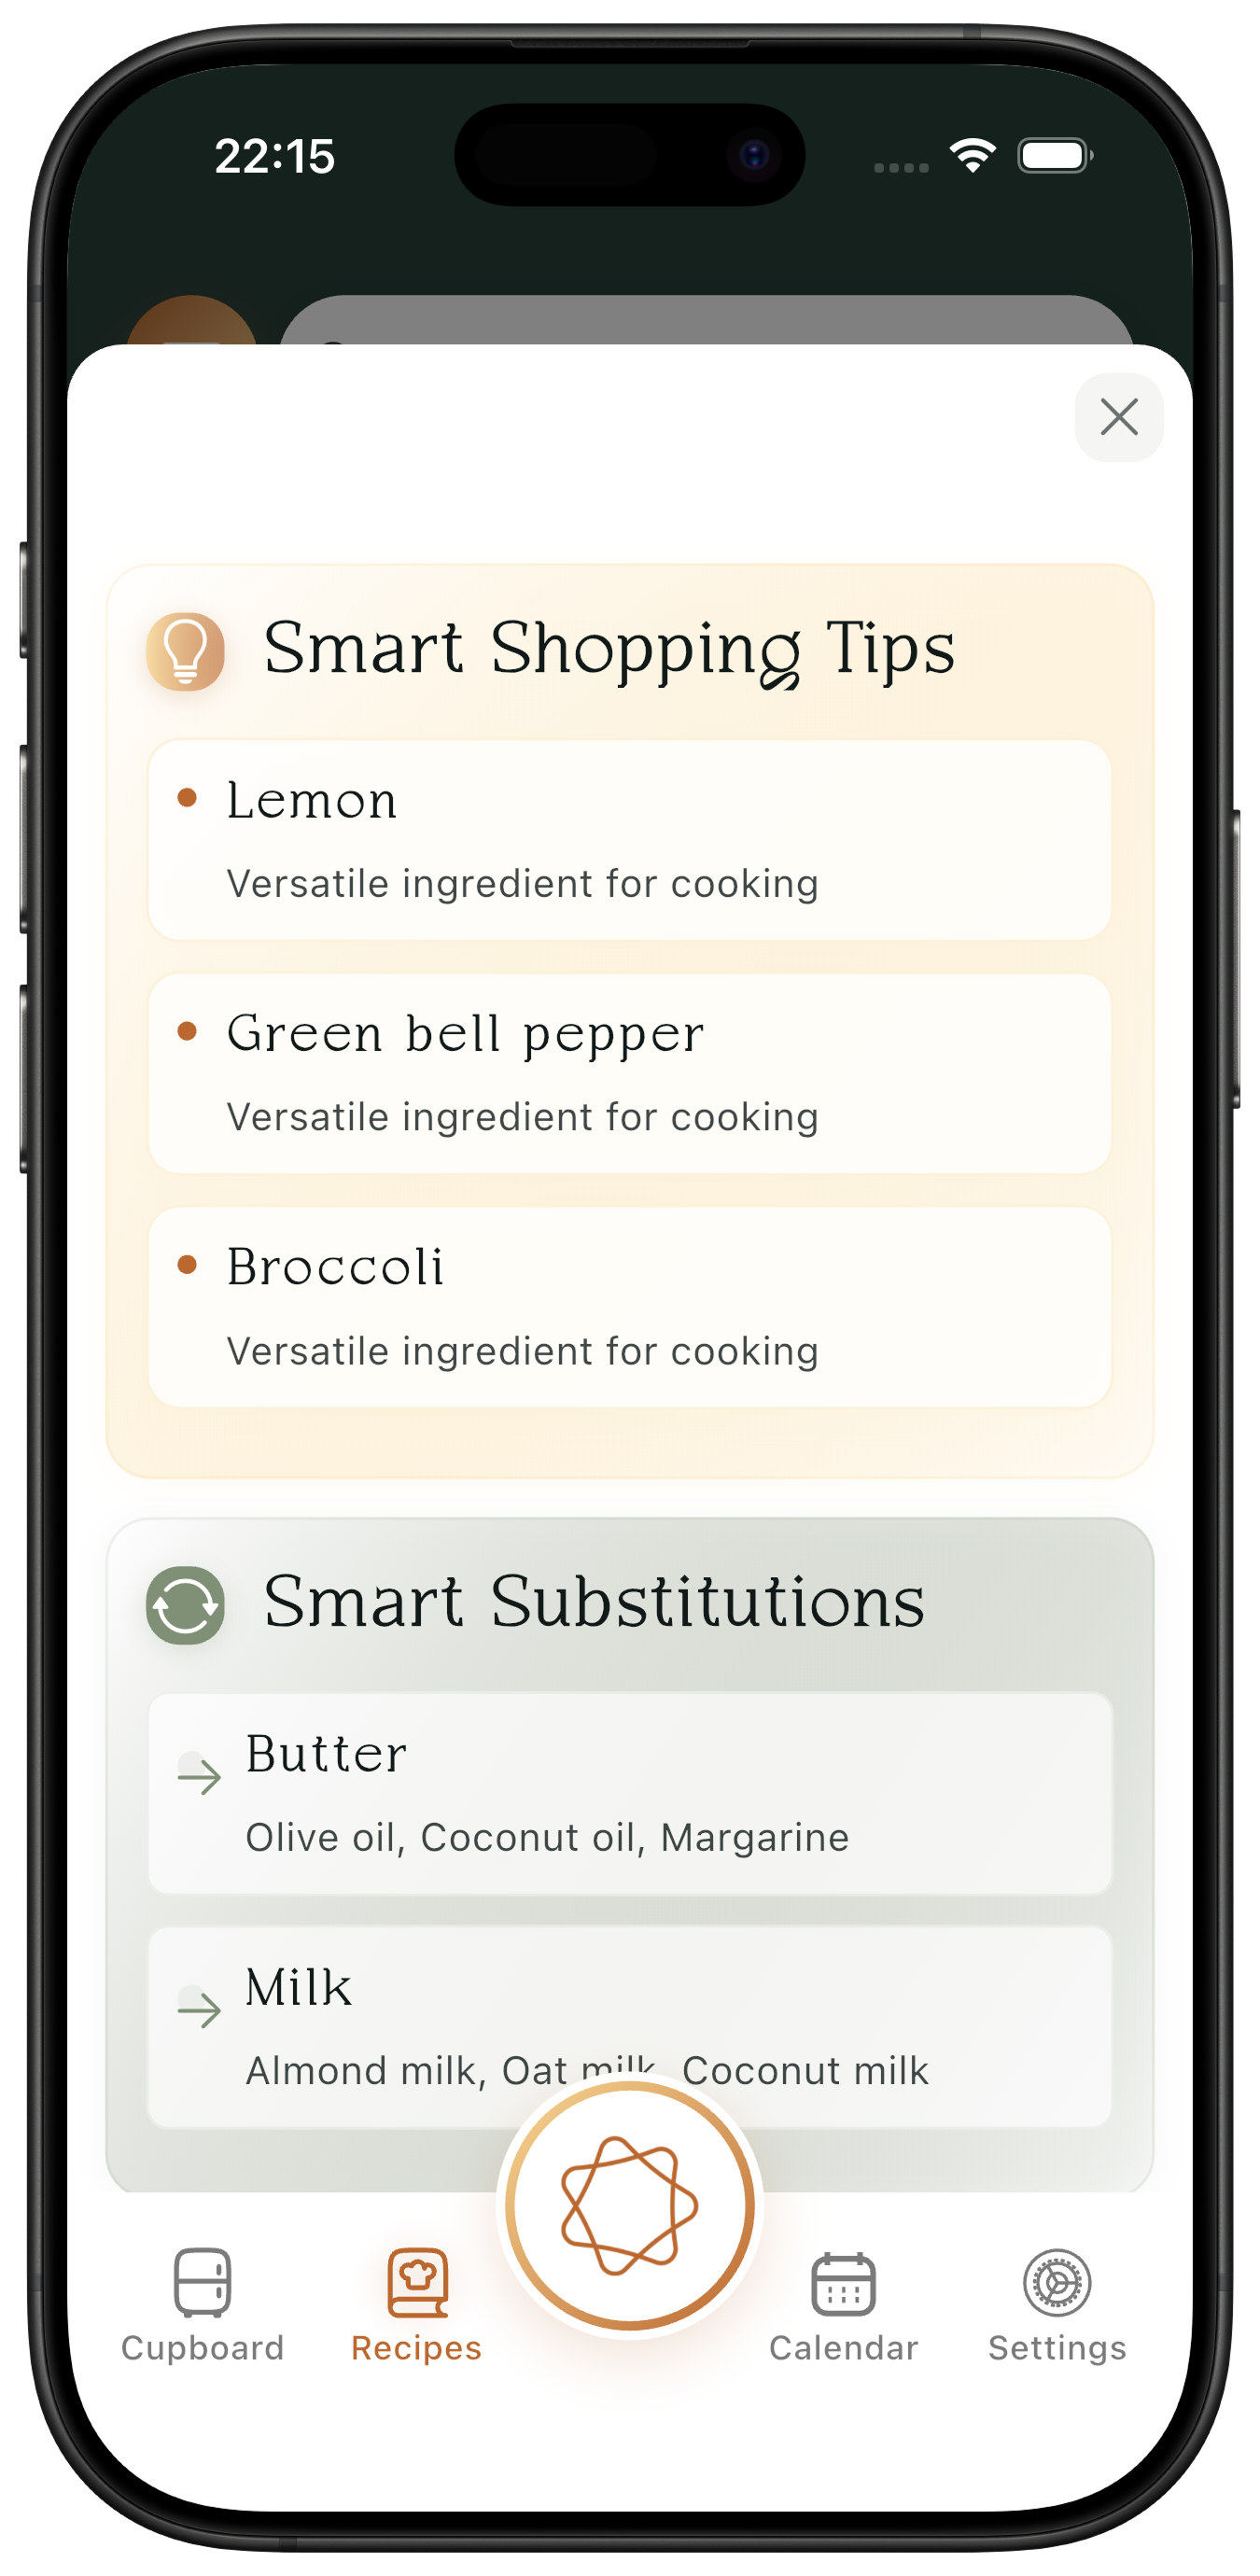 22:15
Smart Shopping Tips
Lemon
Versatile ingredient for cooking
Green bell pepper
Versatile ingredient for cooking
Broccoli
Versatile ingredient for cooking
Smart Substitutions
Butter
Olive oil, Coconut oil, Margarine
Milk
Almond milk, Oat milk, Coconut milk
Cupboard
Recipes
Calendar
Settings